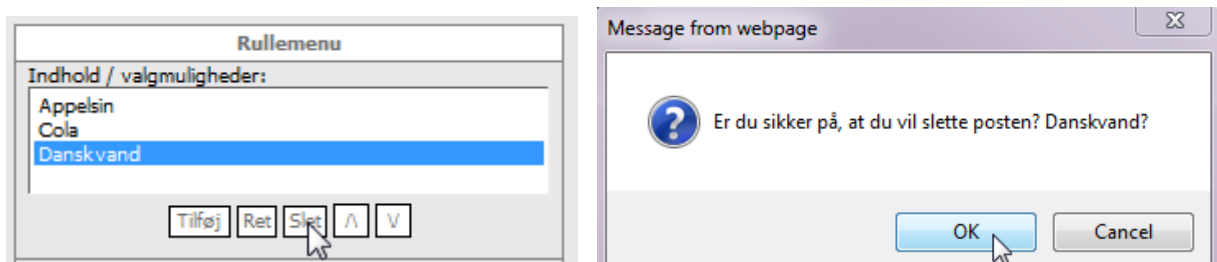 Rullemenu
Indhold / valgmuligheder:
Appelsin
Cola
Danskvand
Tilføj Ret Slet /\ V
Message from webpage
Er du sikker på, at du vil slette posten? Danskvand?
OK Cancel